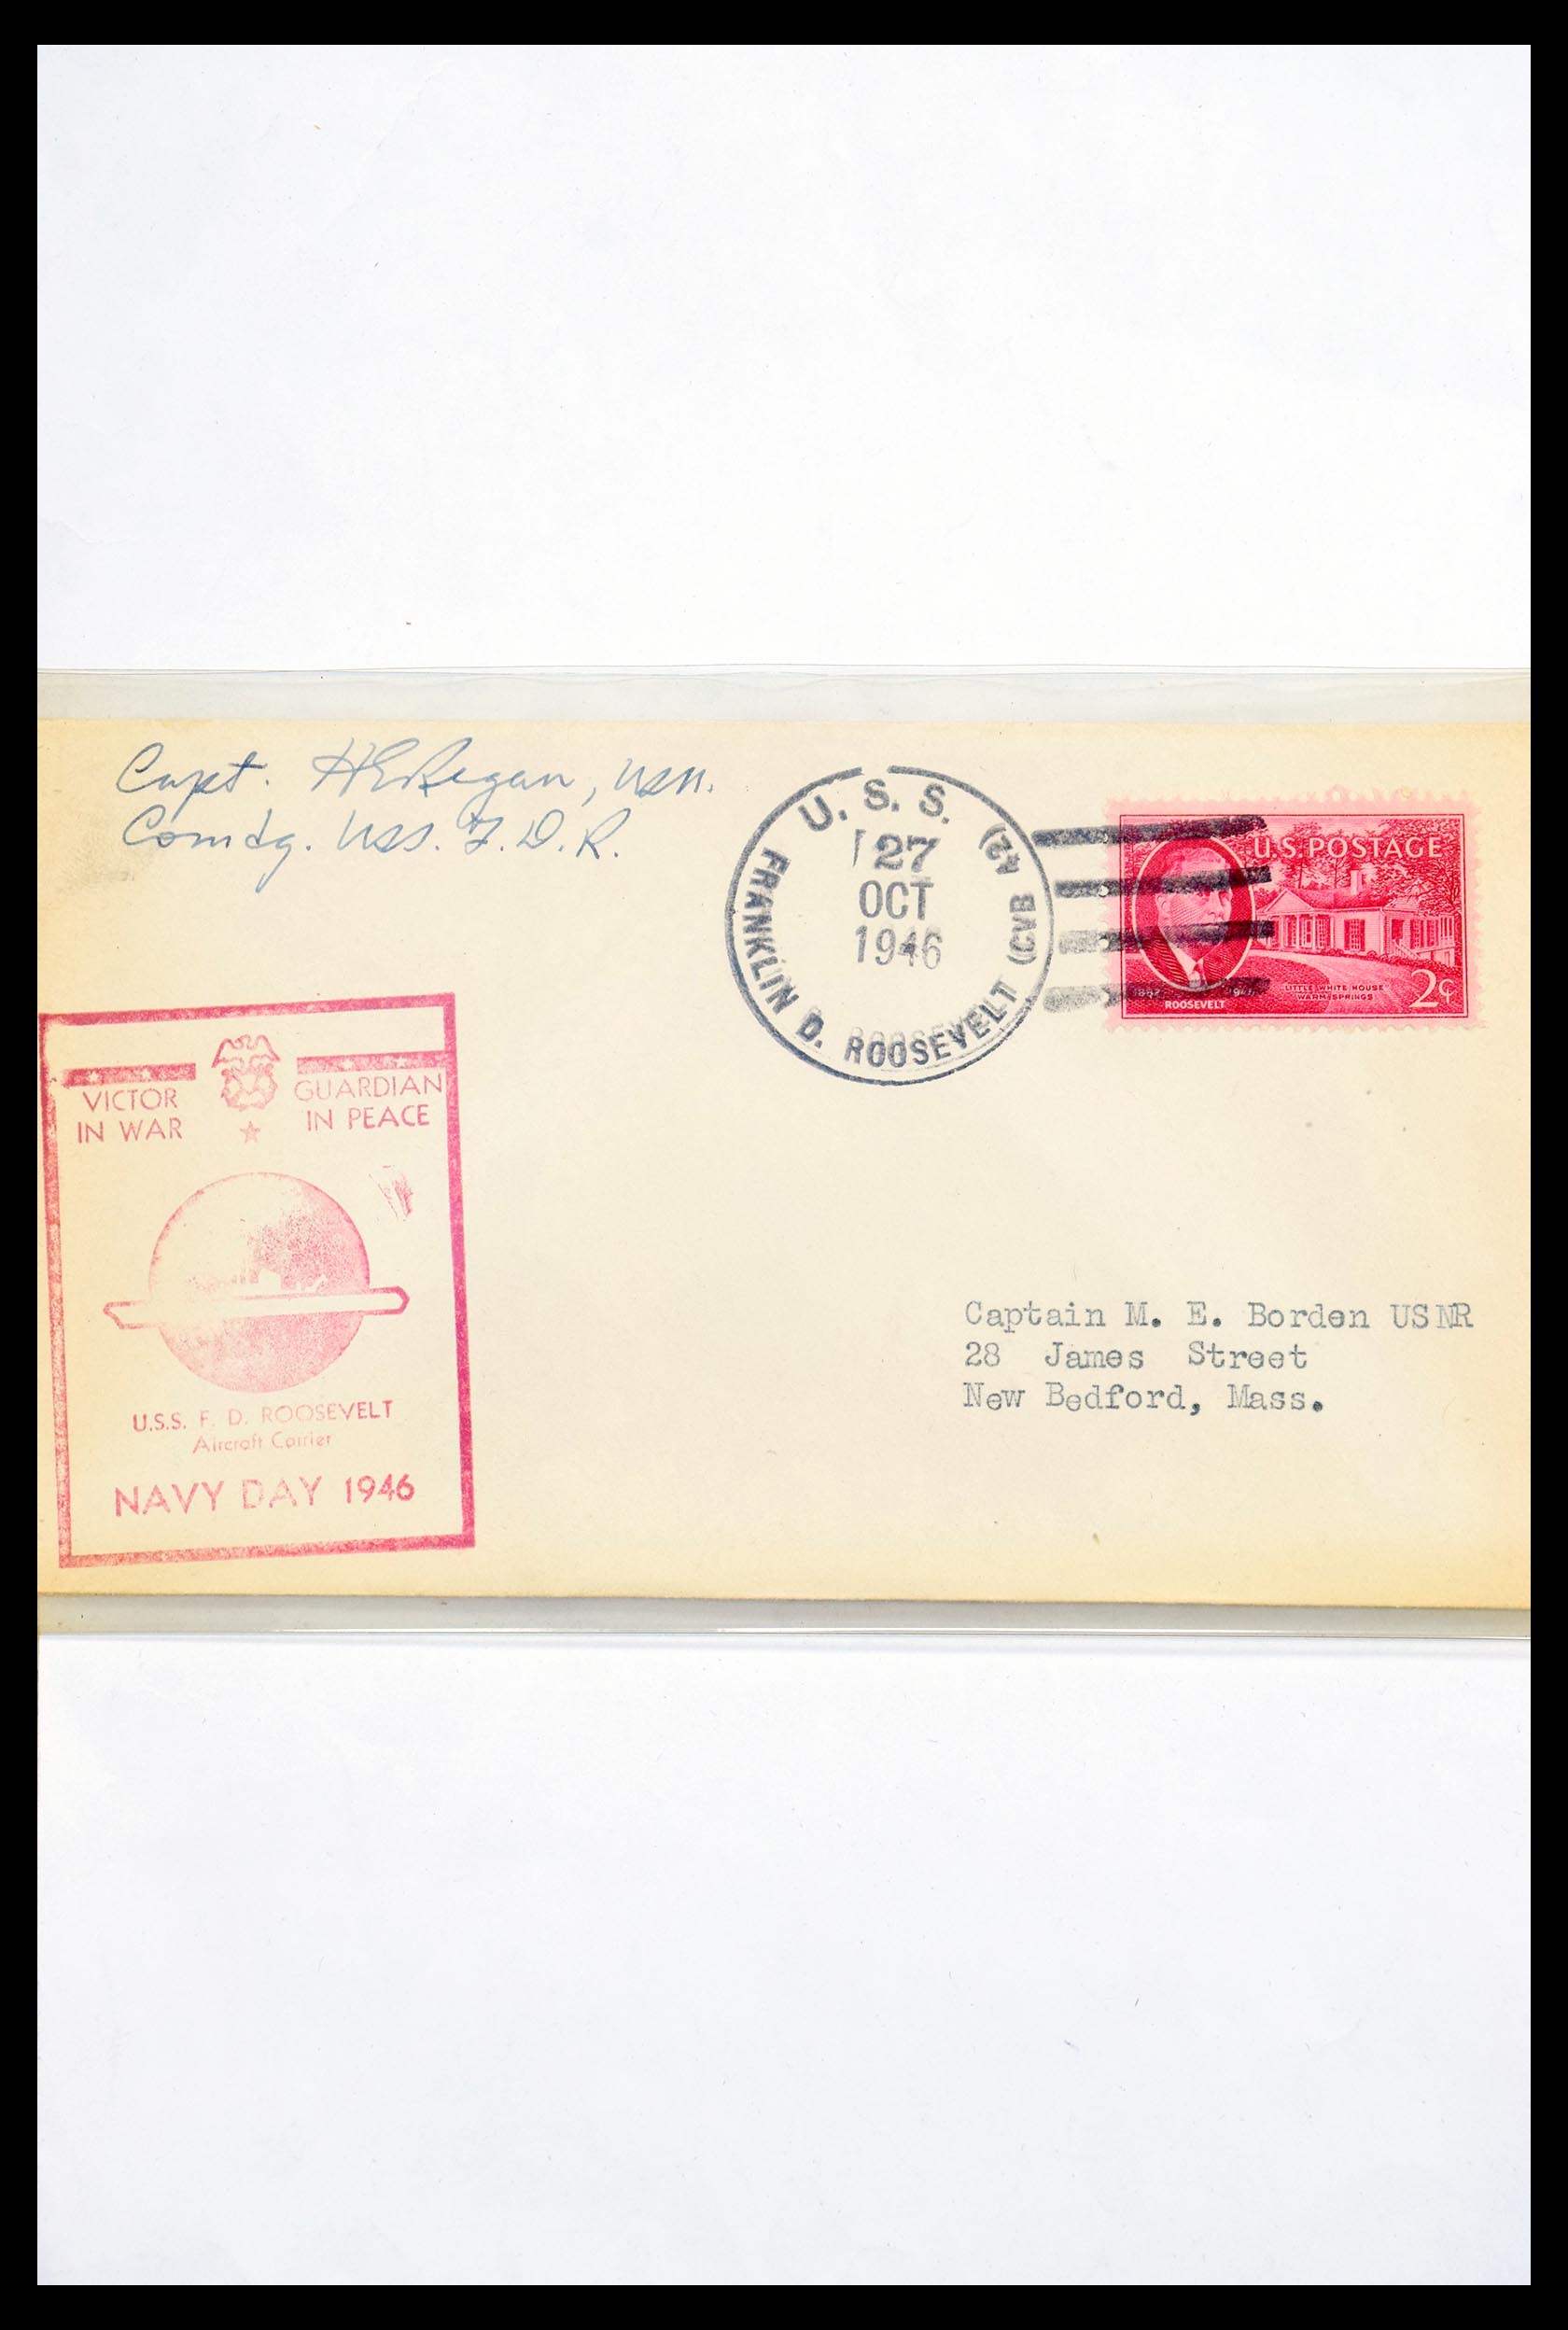 Capt. H E Regan, USN.
Comdg. USS. F. D. R.
U. S. S.
FRANKLIN D. ROOSEVELT (CVB 42)
27
OCT
1946
U.S. POSTAGE
LITTLE WHITE HOUSE
WARM SPRINGS
ROOSEVELT
2¢
VICTOR
IN WAR
GUARDIAN
IN PEACE
U.S.S. F. D. ROOSEVELT
Aircraft Carrier
NAVY DAY 1946
Captain M. E. Borden USNR
28 James Street
New Bedford, Mass.